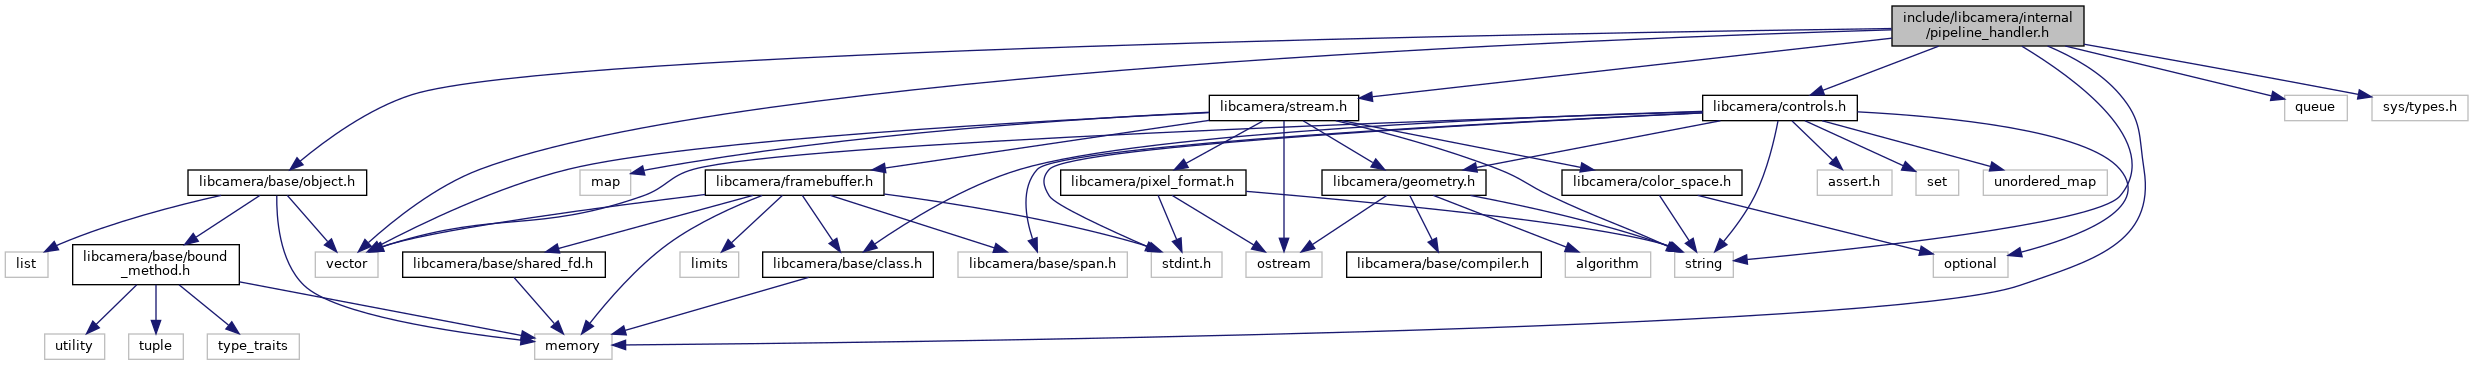 include/libcamera/internal
/pipeline_handler.h
libcamera/stream.h
libcamera/controls.h
queue
sys/types.h
libcamera/base/object.h
map
libcamera/framebuffer.h
libcamera/pixel_format.h
libcamera/geometry.h
libcamera/color_space.h
assert.h
set
unordered_map
list
libcamera/base/bound
_method.h
vector
libcamera/base/shared_fd.h
limits
libcamera/base/class.h
libcamera/base/span.h
stdint.h
ostream
libcamera/base/compiler.h
algorithm
string
optional
utility
tuple
type_traits
memory